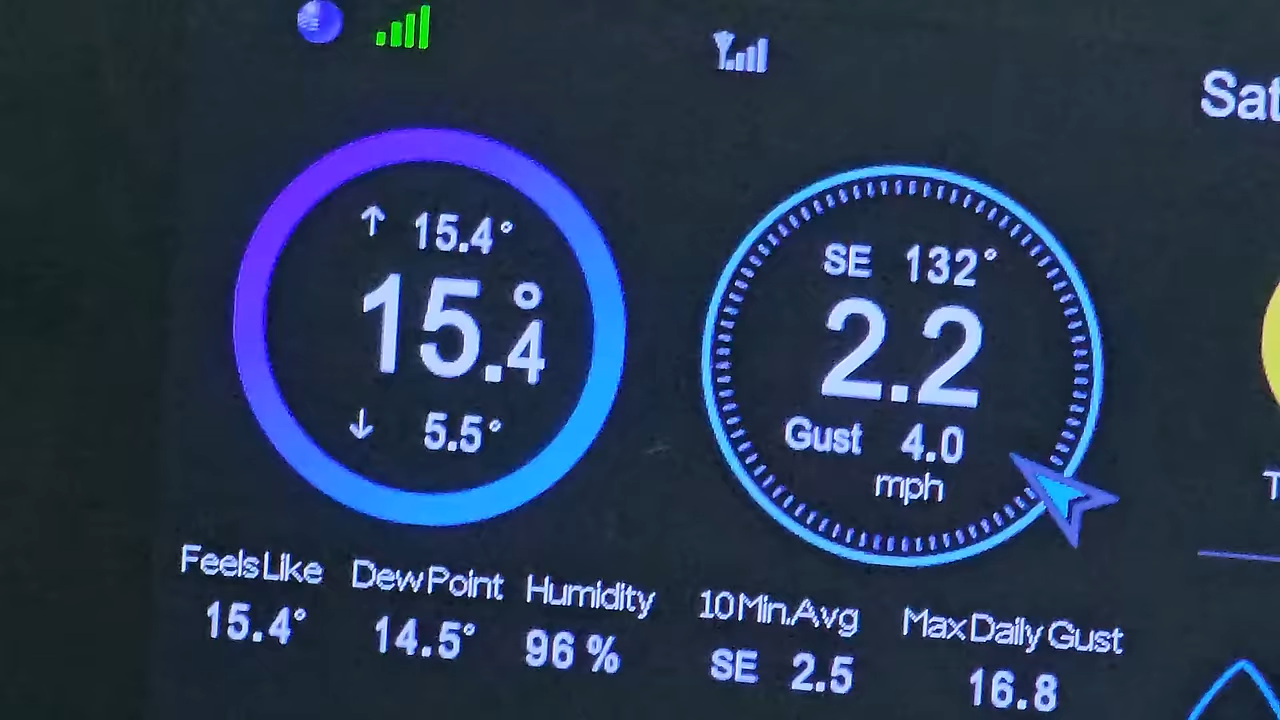 Sat
↑ 15.4°
15.4°
↓ 5.5°
SE 132°
2.2
Gust 4.0
mph
Feels Like Dew Point Humidity
15.4° 14.5° 96 %
10 Min.Avg Max Daily Gust
SE 2.5 16.8